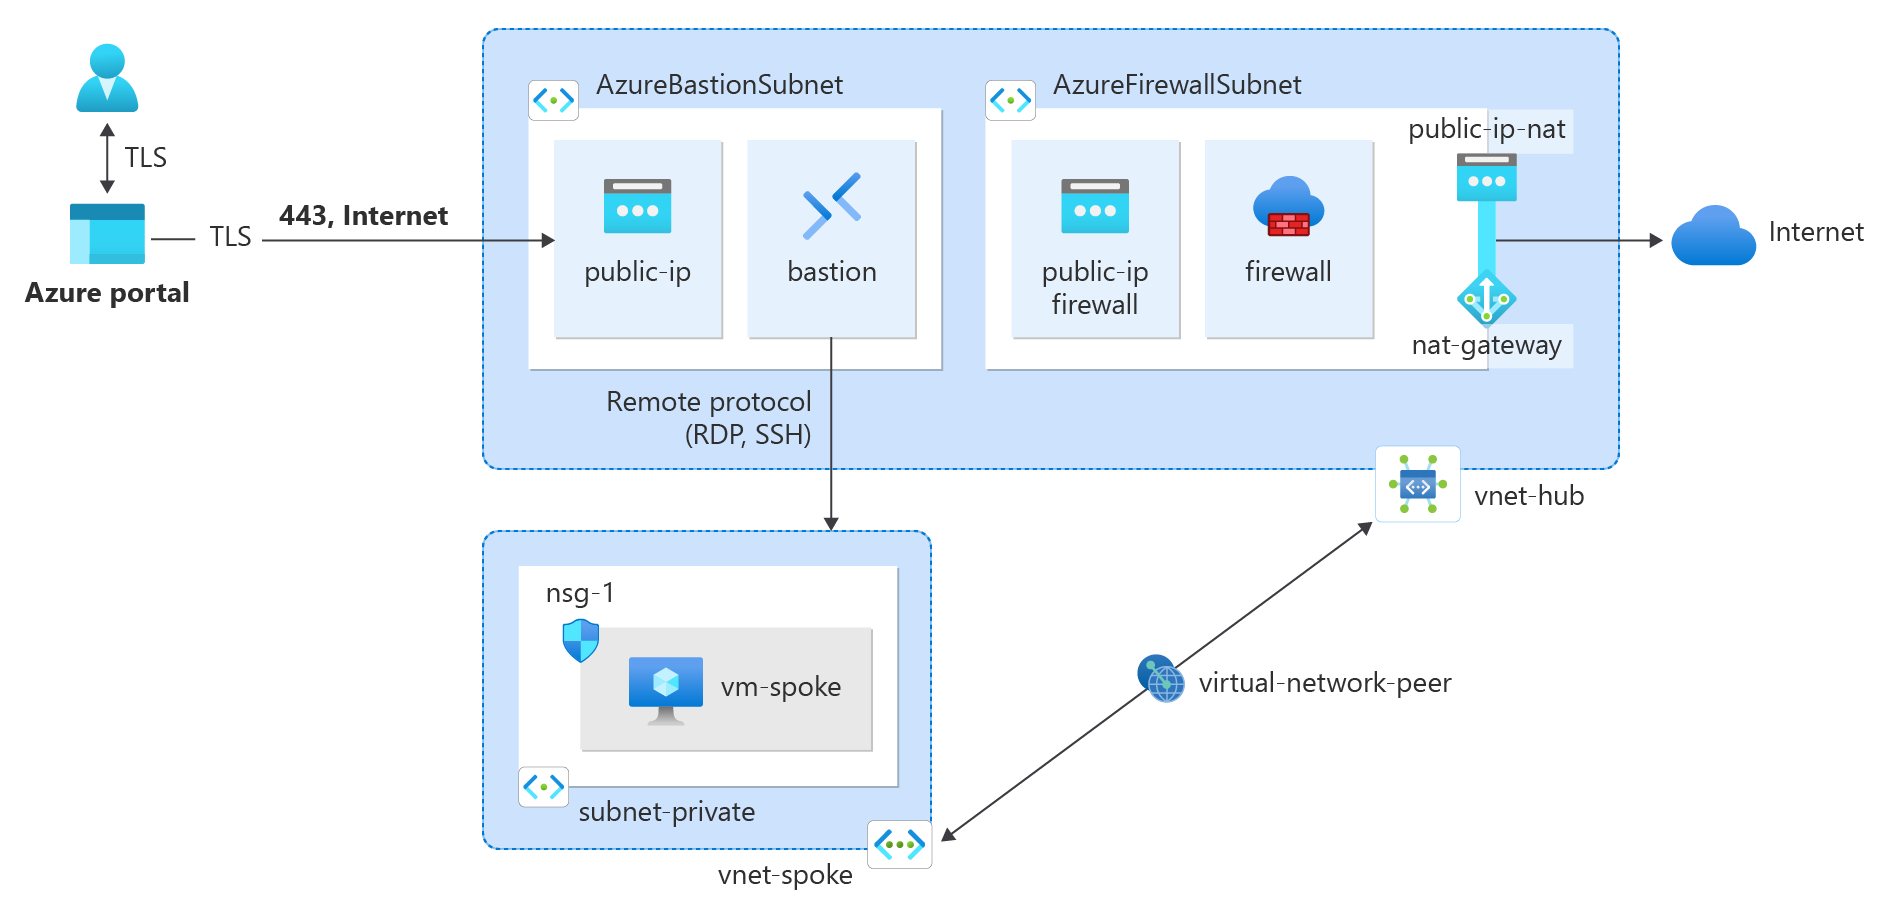 TLS
Azure portal
TLS
443, Internet
AzureBastionSubnet
public-ip
bastion
AzureFirewallSubnet
public-ip
firewall
firewall
public-ip-nat
nat-gateway
Internet
Remote protocol
(RDP, SSH)
vnet-hub
nsg-1
vm-spoke
subnet-private
vnet-spoke
virtual-network-peer